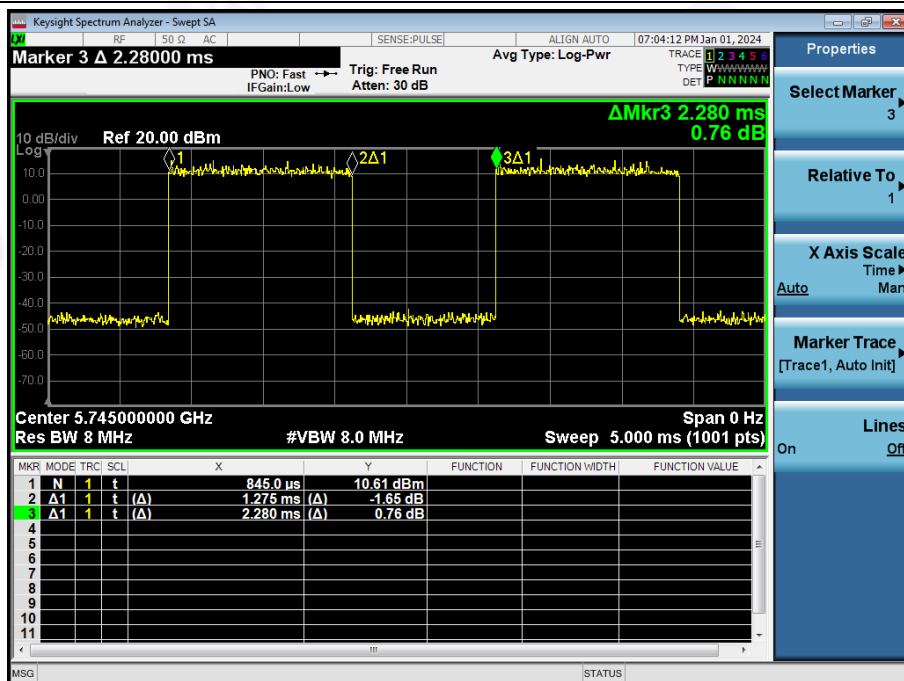 Keysight Spectrum Analyzer - Swept SA
LXI RF 50 Ω AC SENSE:PULSE ALIGN AUTO 07:04:12 PM Jan 01, 2024
Marker 3 Δ 2.28000 ms
PNO: Fast
IFGain:Low
Trig: Free Run
Atten: 30 dB
Avg Type: Log-Pwr
TRACE 1 2 3 4 5 6
TYPE WWWWWW
DET P N N N N N
ΔMkr3 2.280 ms
0.76 dB
10 dB/div Ref 20.00 dBm
Log
1
2Δ1
3Δ1
10.0
0.00
-10.0
-20.0
-30.0
-40.0
-50.0
-60.0
-70.0
Center 5.745000000 GHz Span 0 Hz
Res BW 8 MHz #VBW 8.0 MHz Sweep 5.000 ms (1001 pts)
MKR MODE TRC SCL X Y FUNCTION FUNCTION WIDTH FUNCTION VALUE
1 N 1 t 845.0 µs 10.61 dBm
2 Δ1 1 t (Δ) 1.275 ms (Δ) -1.65 dB
3 Δ1 1 t (Δ) 2.280 ms (Δ) 0.76 dB
4
5
6
7
8
9
10
11
MSG STATUS
Properties
Select Marker
3
Relative To
1
X Axis Scale
Time
Auto Man
Marker Trace
[Trace1, Auto Init]
Lines
On Off